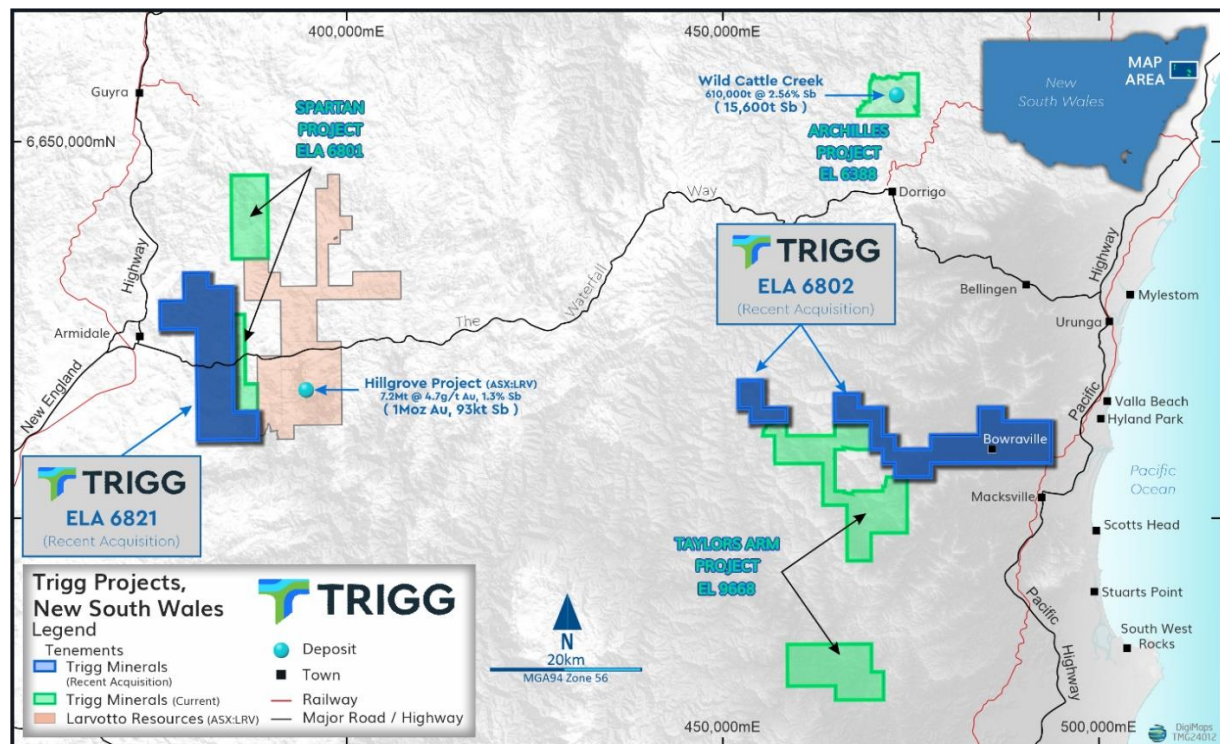 400,000mE
450,000mE
Guyra
6,650,000mN
SPARTAN
PROJECT
ELA 6801
Wild Cattle Creek
610,000t @ 2.56% Sb
( 15,600t Sb )
ARCHILLES
PROJECT
EL 6388
New
South Wales
MAP
AREA
Dorrigo
Way
Waterfall
The
Highway
Armidale
New England
Hillgrove Project (ASX:LRV)
7.2Mt @ 4.7g/t Au, 1.3% Sb
( 1Moz Au, 93kt Sb )
TRIGG
ELA 6802
(Recent Acquisition)
Bellingen
Highway
Mylestom
Urunga
Pacific
Valla Beach
Hyland Park
Bowraville
Macksville
Pacific
Ocean
Scotts Head
Stuarts Point
South West
Rocks
Pacific
Highway
TRIGG
ELA 6821
(Recent Acquisition)
TAYLORS ARM
PROJECT
EL 9668
Trigg Projects,
New South Wales
Legend
Tenements
Trigg Minerals
(Recent Acquisition)
Trigg Minerals (Current)
Larvotto Resources (ASX:LRV)
TRIGG
Deposit
Town
Railway
Major Road / Highway
N
20km
MGA94 Zone 56
450,000mE
500,000mE
DigiMaps
TMG24012